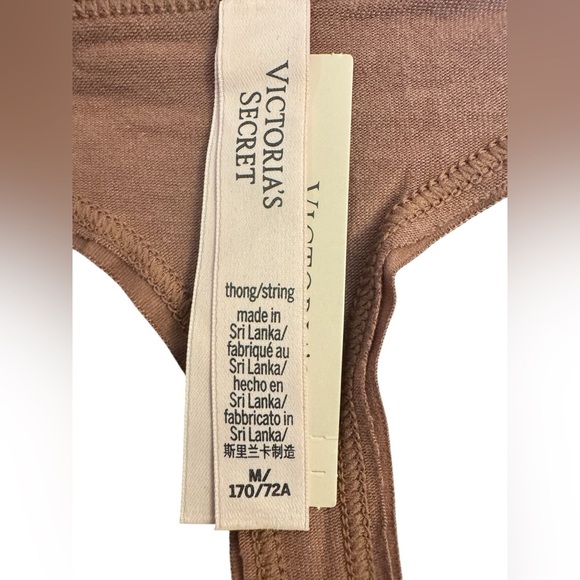 VICTORIA'S
SECRET
thong/string
made in
Sri Lanka/
fabriqué au
Sri Lanka/
hecho en
Sri Lanka/
fabbricato in
Sri Lanka/
斯里兰卡制造
M/
170/72A